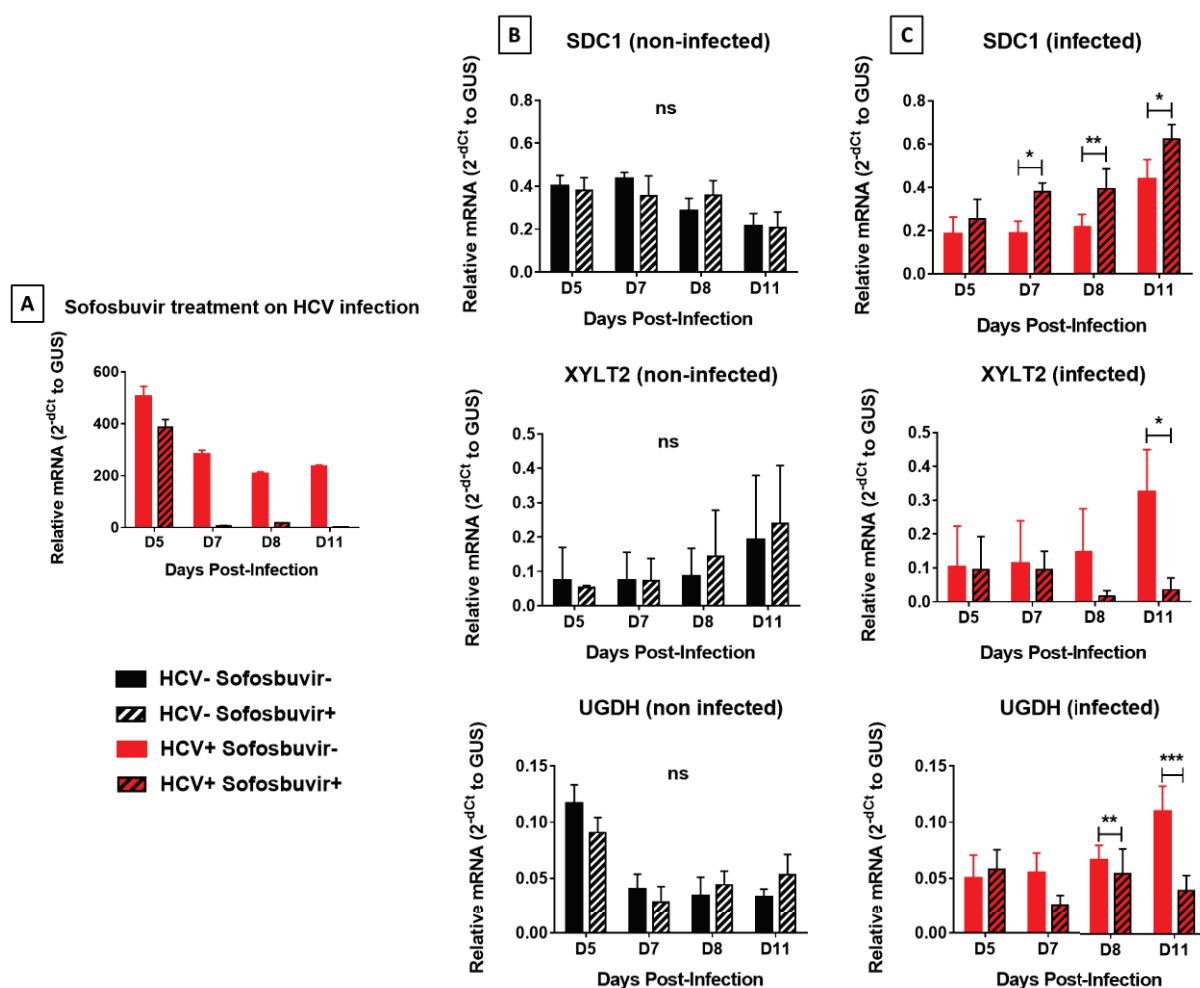 A
Sofosbuvir treatment on HCV infection
Relative mRNA (2-dCt to GUS)
600
400
200
0
D5 D7 D8 D11
Days Post-Infection
HCV- Sofosbuvir-
HCV- Sofosbuvir+
HCV+ Sofosbuvir-
HCV+ Sofosbuvir+
B
SDC1 (non-infected)
ns
Relative mRNA (2-dCt to GUS)
0.8
0.6
0.4
0.2
0.0
D5 D7 D8 D11
Days Post-Infection
XYLT2 (non-infected)
ns
Relative mRNA (2-dCt to GUS)
0.5
0.4
0.3
0.2
0.1
0.0
D5 D7 D8 D11
Days Post-Infection
UGDH (non infected)
ns
Relative mRNA (2-dCt to GUS)
0.15
0.10
0.05
0.00
D5 D7 D8 D11
Days Post-Infection
C
SDC1 (infected)
* ** *
Relative mRNA (2-dCt to GUS)
0.8
0.6
0.4
0.2
0.0
D5 D7 D8 D11
Days Post-Infection
XYLT2 (infected)
*
Relative mRNA (2-dCt to GUS)
0.5
0.4
0.3
0.2
0.1
0.0
D5 D7 D8 D11
Days Post-Infection
UGDH (infected)
** ***
Relative mRNA (2-dCt to GUS)
0.15
0.10
0.05
0.00
D5 D7 D8 D11
Days Post-Infection